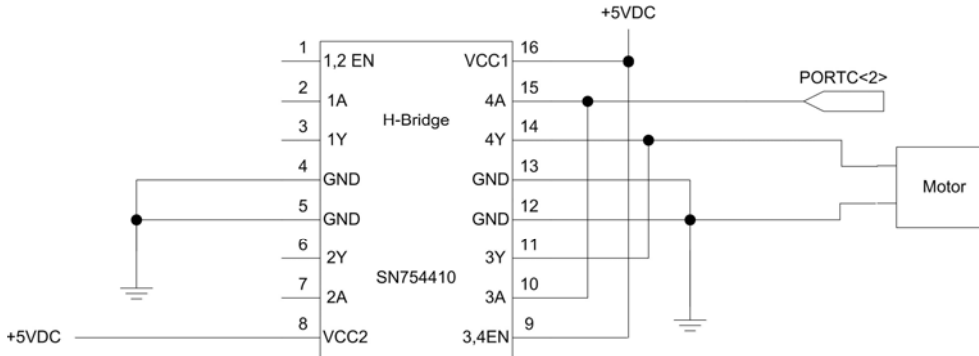 +5VDC
1
1,2 EN
VCC1
16
2
1A
4A
15
PORTC<2>
H-Bridge
3
1Y
4Y
14
4
GND
GND
13
Motor
5
GND
GND
12
6
2Y
3Y
11
SN754410
7
2A
3A
10
+5VDC
8
VCC2
3,4EN
9